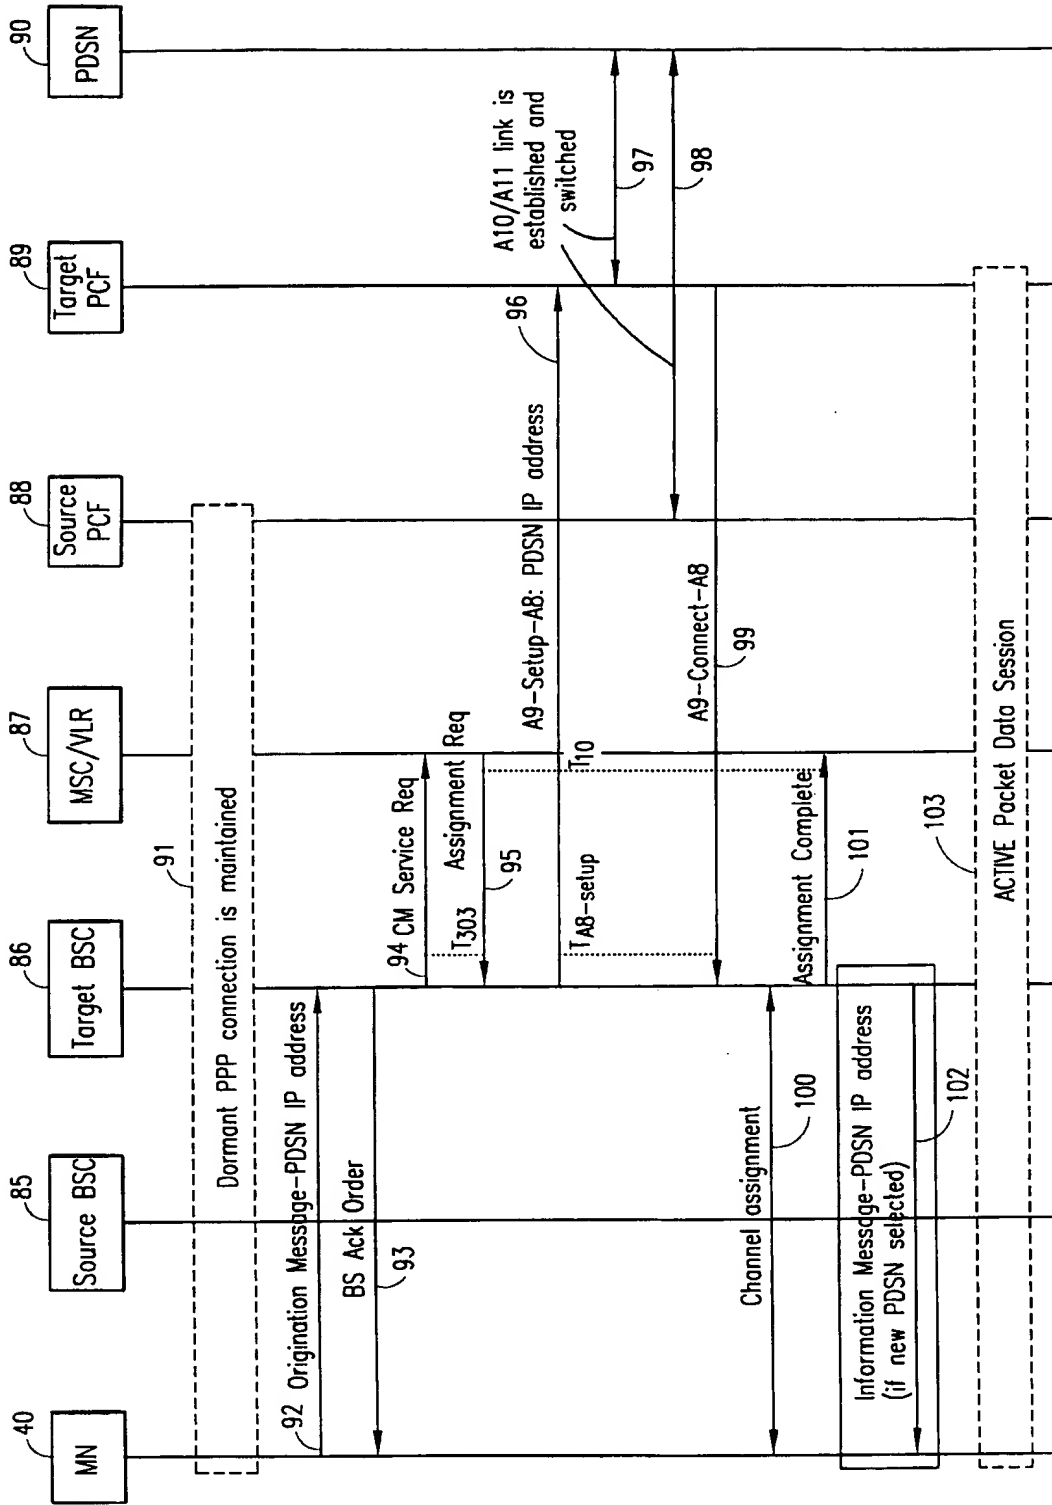 40
MN
85
Source BSC
86
Target BSC
87
MSC/VLR
88
Source
PCF
89
Target
PCF
90
PDSN
91
Dormant PPP connection is maintained
92 Origination Message-PDSN IP address
BS Ack Order
93
94 CM Service Req
T303
Assignment Req
95
A9-Setup-A8: PDSN IP address
96
A10/A11 link is
established and
switched
97
98
TA8-setup
T10
A9-Connect-A8
99
Channel assignment
100
Assignment Complete
101
Information Message-PDSN IP address
(if new PDSN selected)
102
103
ACTIVE Packet Data Session